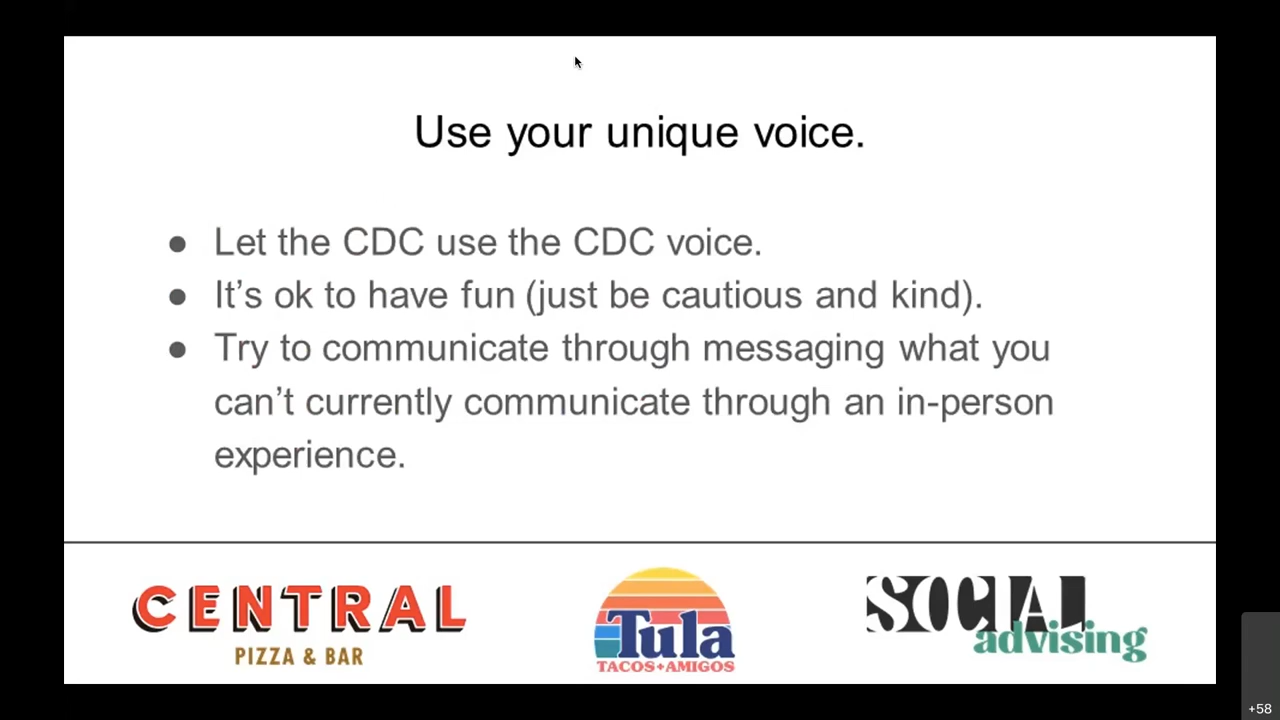 Use your unique voice.
● Let the CDC use the CDC voice.
● It’s ok to have fun (just be cautious and kind).
● Try to communicate through messaging what you
can’t currently communicate through an in-person
experience.
CENTRAL
PIZZA & BAR
Tula
TACOS+AMIGOS
SOCIAL
advising
+58